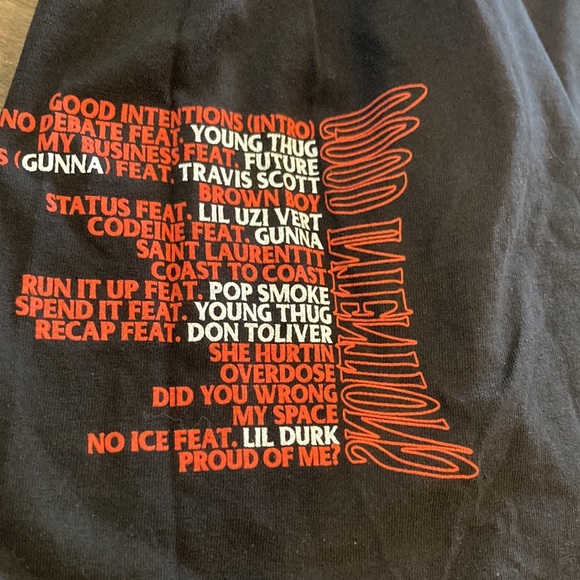 GOOD INTENTIONS (INTRO)
NO DEBATE FEAT. YOUNG THUG
MY BUSINESS FEAT. FUTURE
(GUNNA) FEAT. TRAVIS SCOTT
BROWN BOY
STATUS FEAT. LIL UZI VERT
CODEINE FEAT. GUNNA
SAINT LAURENTTT
COAST TO COAST
RUN IT UP FEAT. POP SMOKE
SPEND IT FEAT. YOUNG THUG
RECAP FEAT. DON TOLIVER
SHE HURTIN
OVERDOSE
DID YOU WRONG
MY SPACE
NO ICE FEAT. LIL DURK
PROUD OF ME?
GOOD INTENTIONS